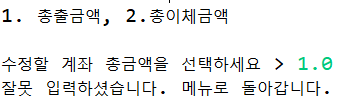 1. 총출금액, 2.총이체금액
수정할 계좌 총금액을 선택하세요 > 1.0
잘못 입력하셨습니다. 메뉴로 돌아갑니다.